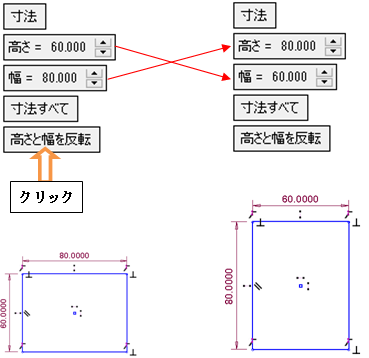 寸法
高さ = 60.000
幅 = 80.000
寸法すべて
高さと幅を反転
クリック
寸法
高さ = 80.000
幅 = 60.000
寸法すべて
高さと幅を反転
80.0000
60.0000
60.0000
80.0000